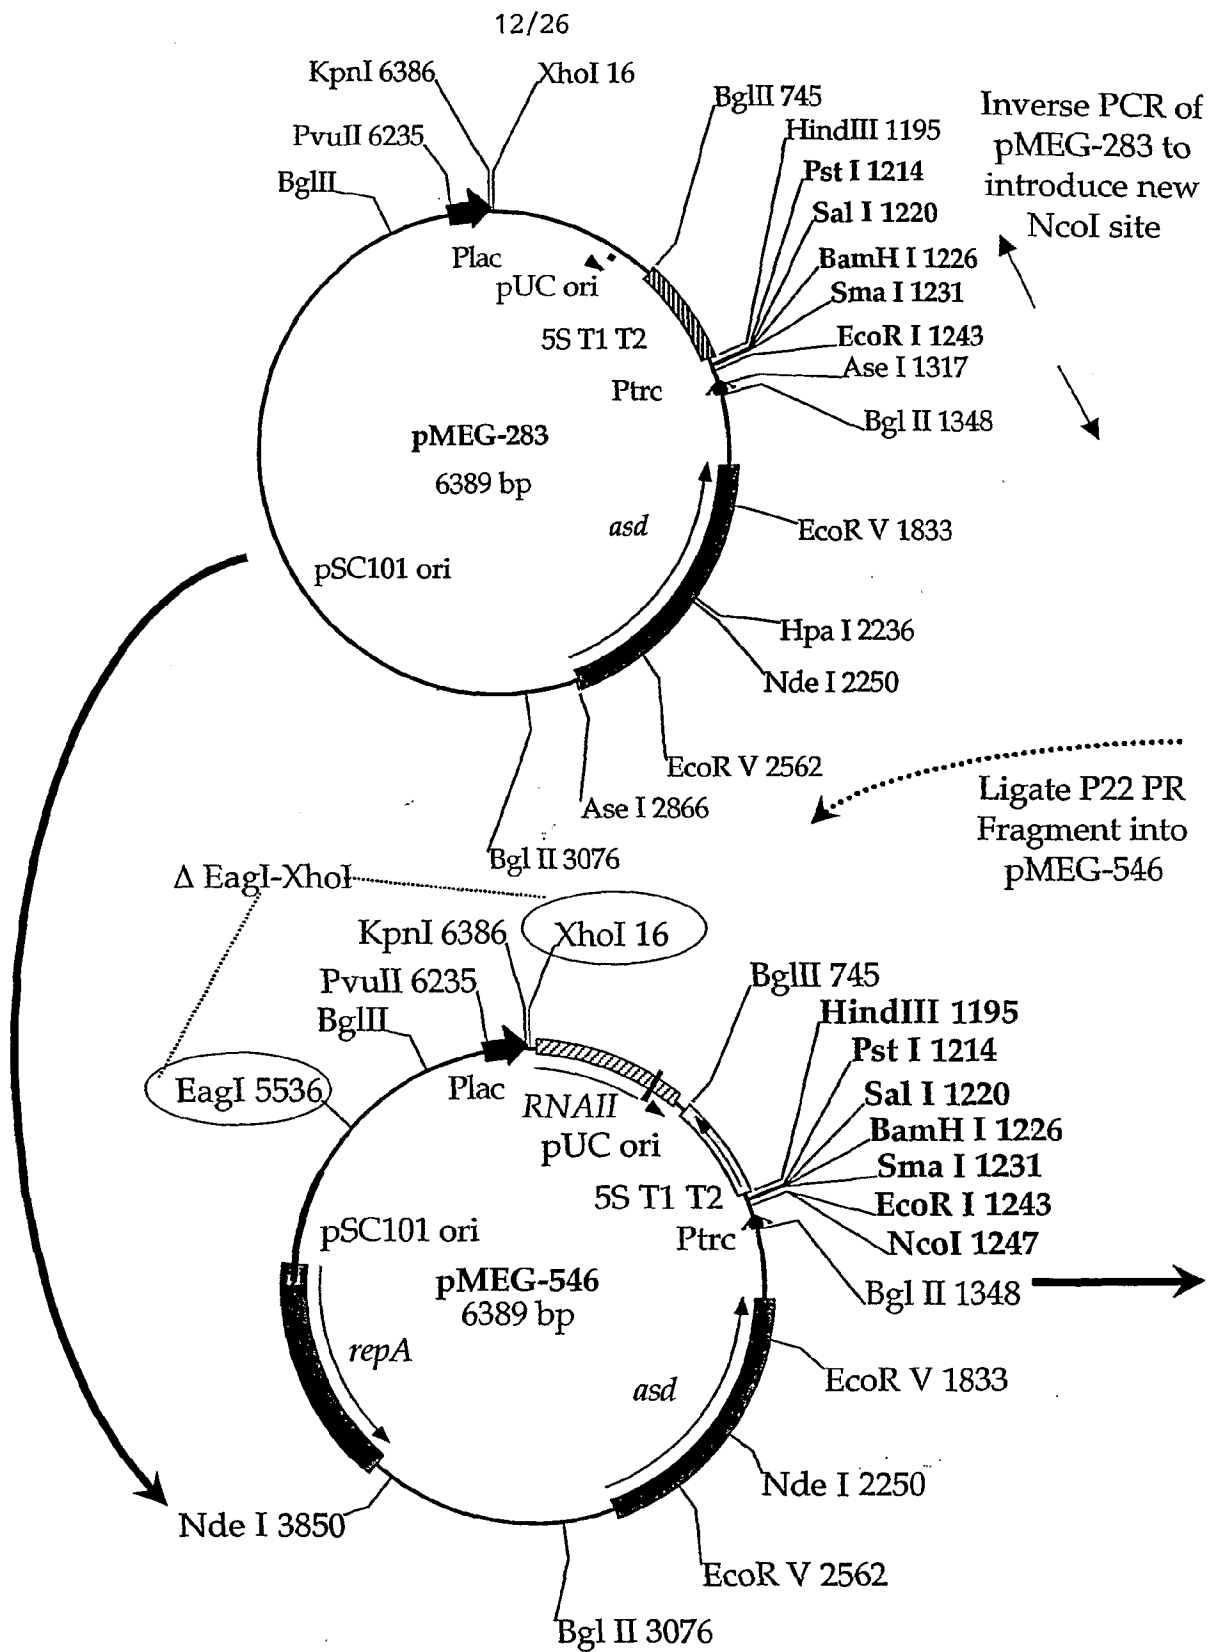 12/26
KpnI 6386
XhoI 16
PvuII 6235
BglII
BglII 745
HindIII 1195
Pst I 1214
Sal I 1220
BamH I 1226
Sma I 1231
EcoR I 1243
Ase I 1317
Bgl II 1348
Inverse PCR of
pMEG-283 to
introduce new
NcoI site
Plac
pUC ori
5S T1 T2
Ptrc
pMEG-283
6389 bp
asd
pSC101 ori
EcoR V 1833
Hpa I 2236
Nde I 2250
EcoR V 2562
Ase I 2866
Bgl II 3076
Ligate P22 PR
Fragment into
pMEG-546
Δ EagI-XhoI
KpnI 6386
XhoI 16
PvuII 6235
BglII
EagI 5536
BglII 745
HindIII 1195
Pst I 1214
Sal I 1220
BamH I 1226
Sma I 1231
EcoR I 1243
NcoI 1247
Bgl II 1348
Plac
RNAII
pUC ori
5S T1 T2
Ptrc
pSC101 ori
pMEG-546
6389 bp
repA
asd
EcoR V 1833
Nde I 2250
Nde I 3850
EcoR V 2562
Bgl II 3076